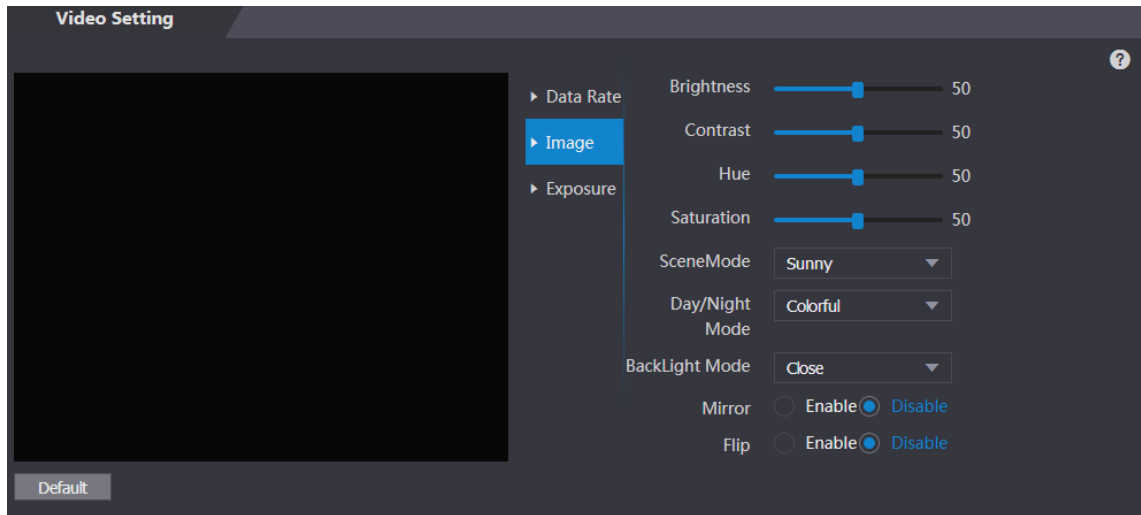 Video Setting
?
Data Rate
Image
Exposure
Brightness 50
Contrast 50
Hue 50
Saturation 50
SceneMode Sunny
Day/Night
Mode
Colorful
BackLight Mode Close
Mirror Enable Disable
Flip Enable Disable
Default